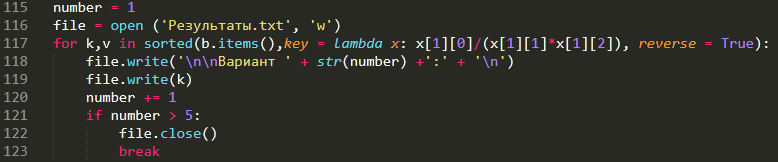 115 number = 1
116 file = open ('Результаты.txt', 'w')
117 for k,v in sorted(b.items(),key = lambda x: x[1][0]/(x[1][1]*x[1][2]), reverse = True):
118     file.write('\n\nВариант ' + str(number) +':' + '\n')
119     file.write(k)
120     number += 1
121     if number > 5:
122         file.close()
123         break